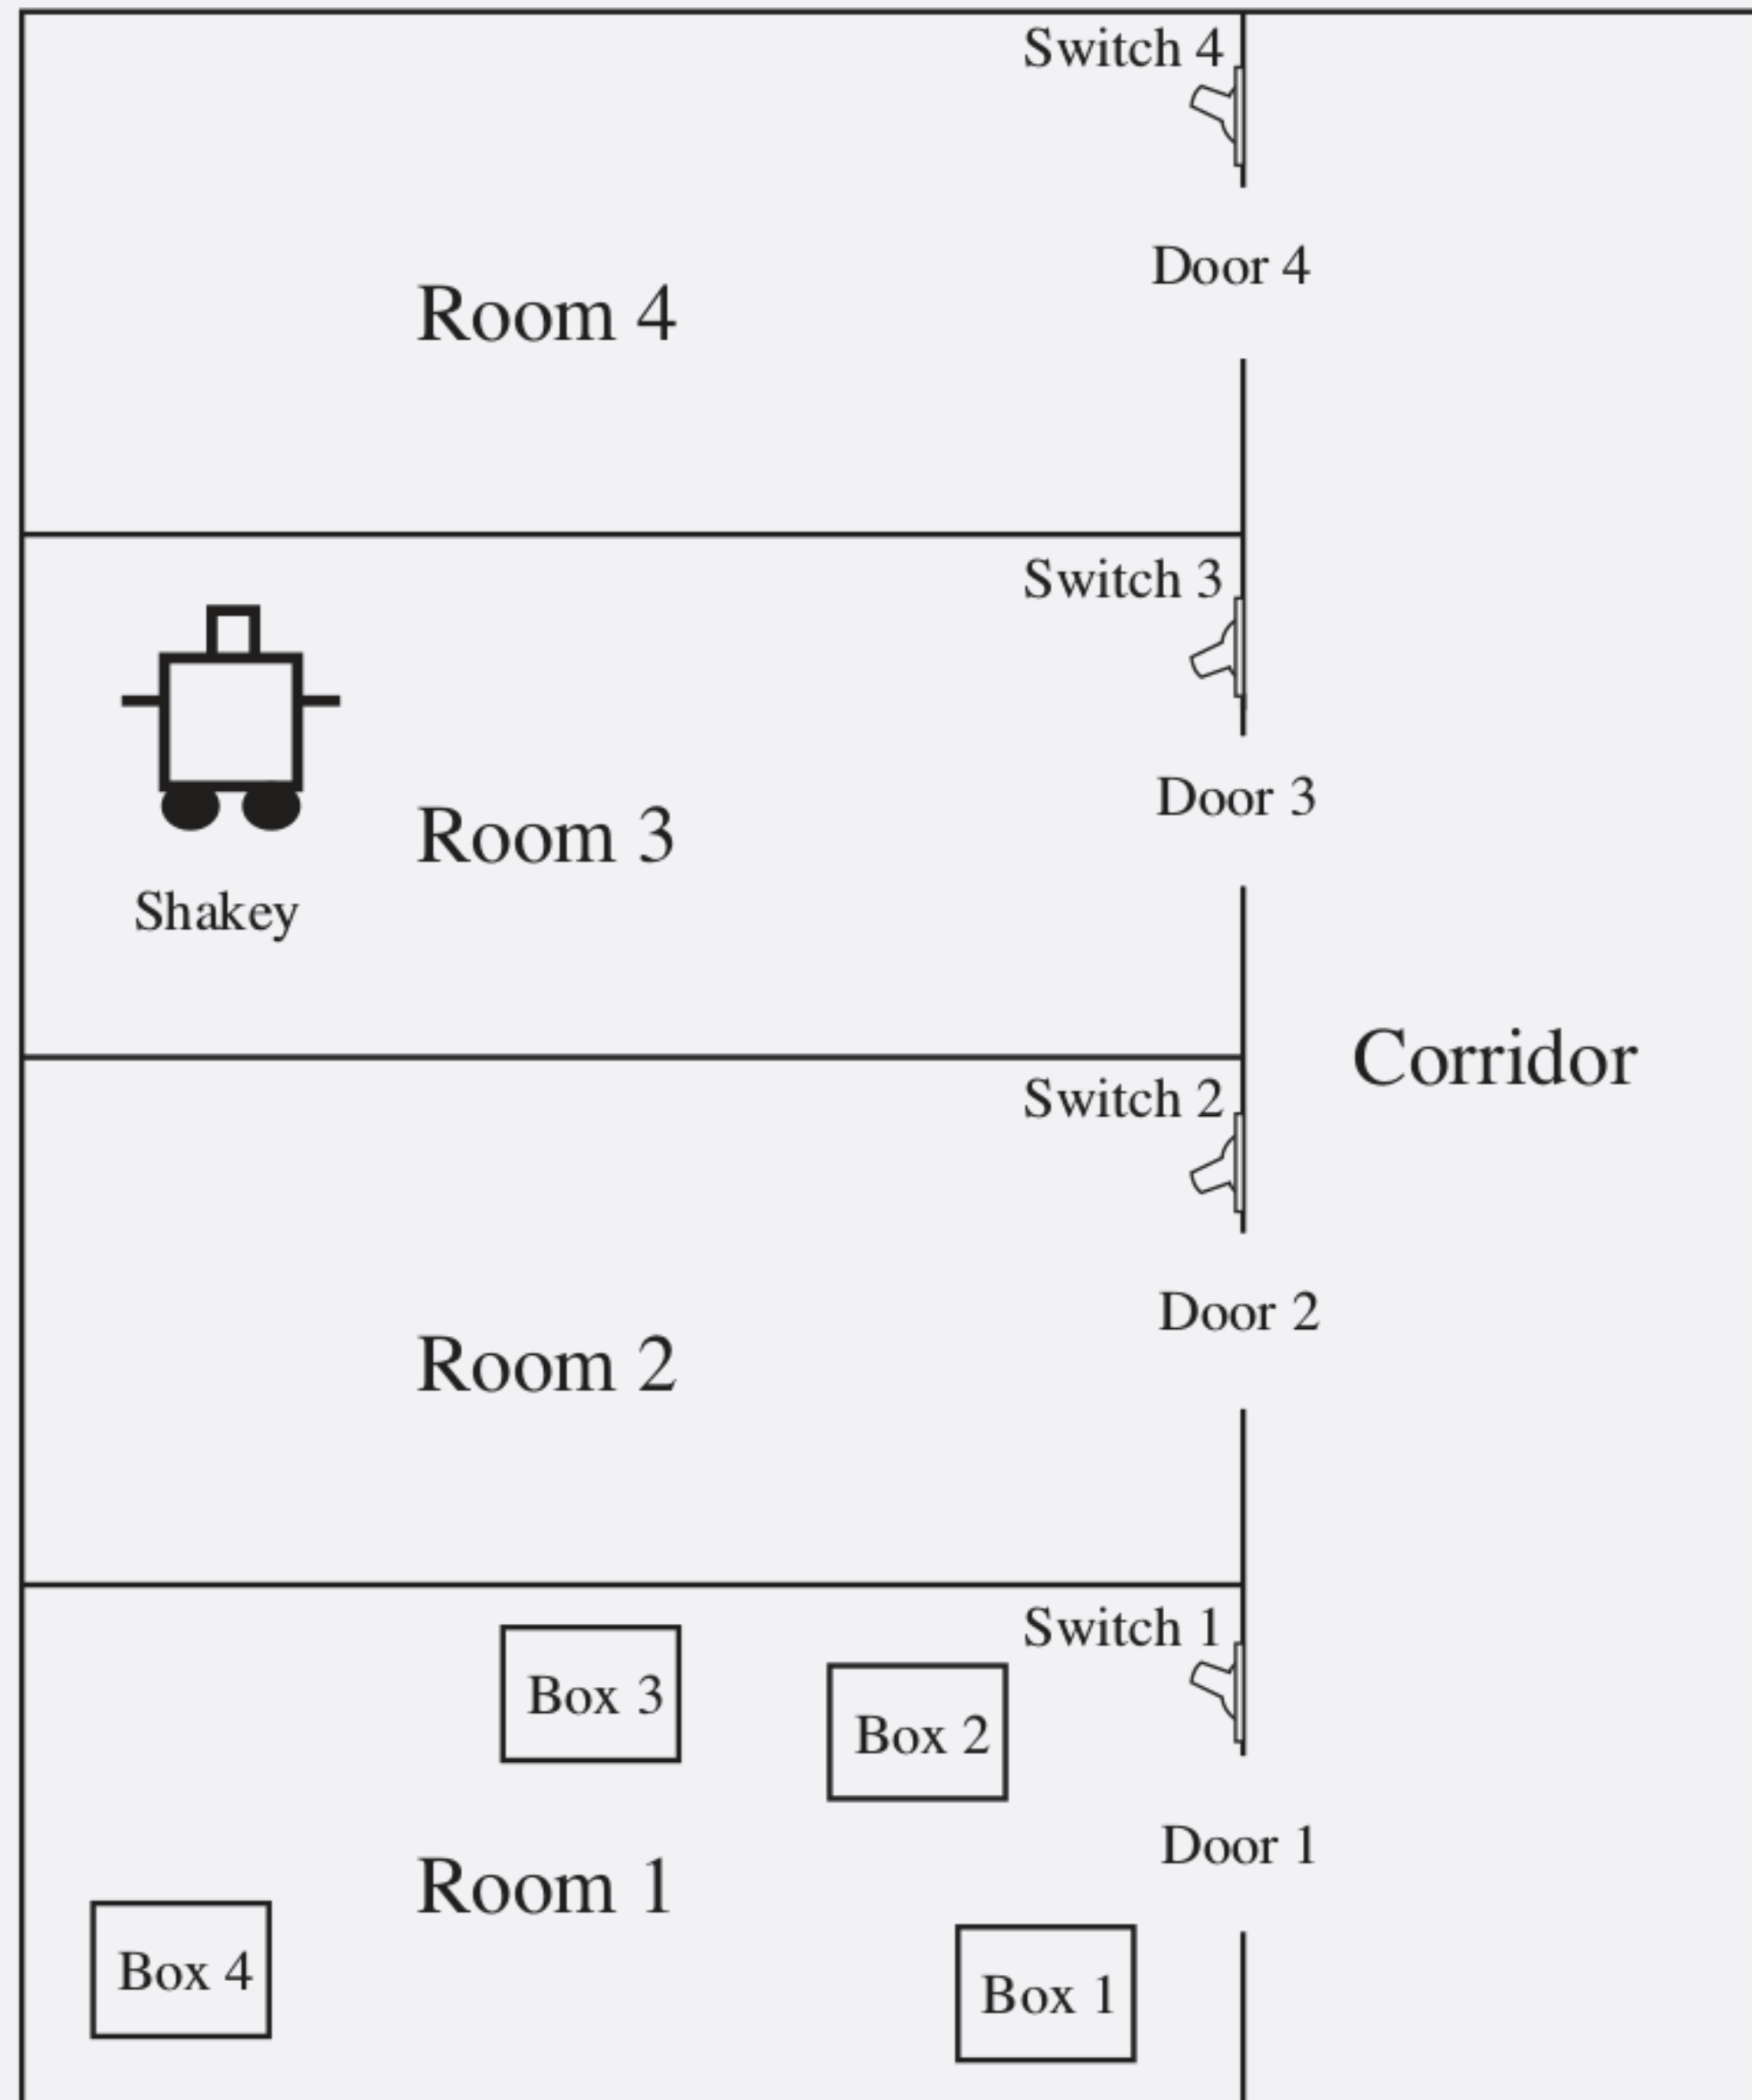 Switch 4
Door 4
Room 4
Switch 3
Door 3
Room 3
Shakey
Corridor
Switch 2
Door 2
Room 2
Switch 1
Box 3
Box 2
Door 1
Room 1
Box 4
Box 1